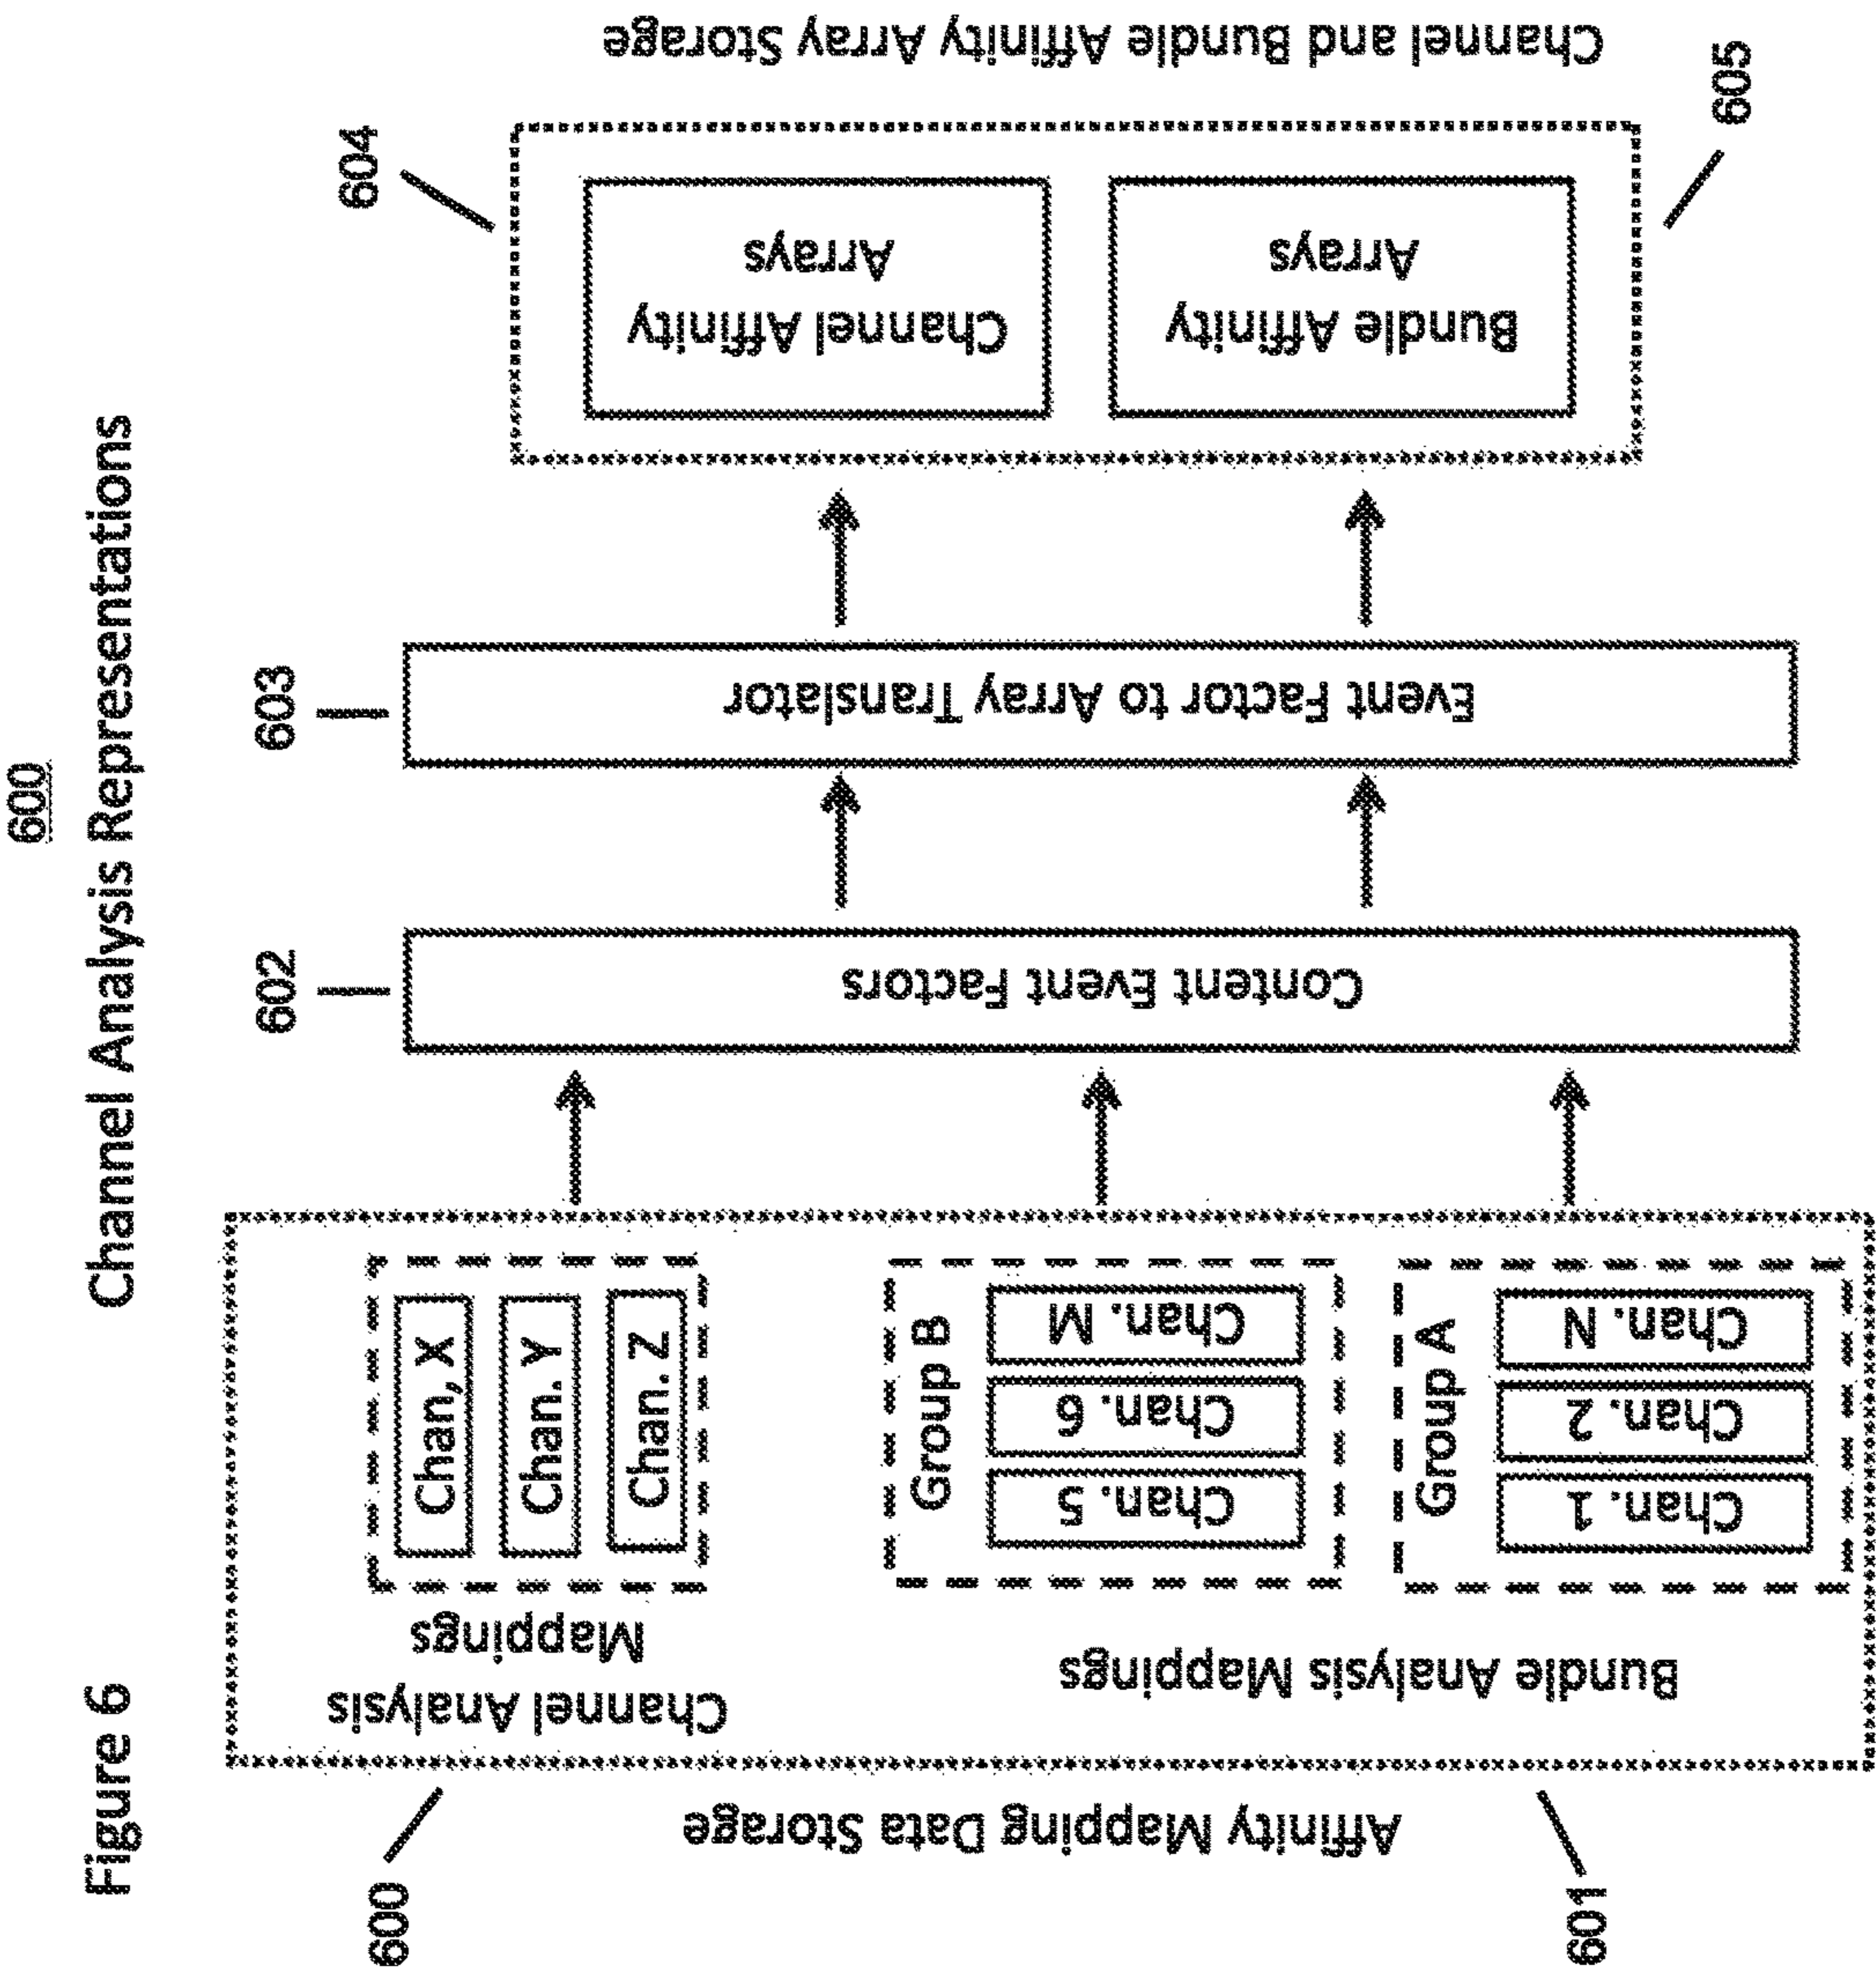 600
Figure 6
Channel Analysis Representations
600
Affinity Mapping Data Storage
601
Channel Analysis
Mappings
Chan, X
Chan. Y
Chan. Z
Bundle Analysis Mappings
Group B
Chan. 5
Chan. 6
Chan. M
Group A
Chan. 1
Chan. 2
Chan. N
602
Content Event Factors
603
Event Factor to Array Translator
604
Channel Affinity
Arrays
Bundle Affinity
Arrays
605
Channel and Bundle Affinity Array Storage